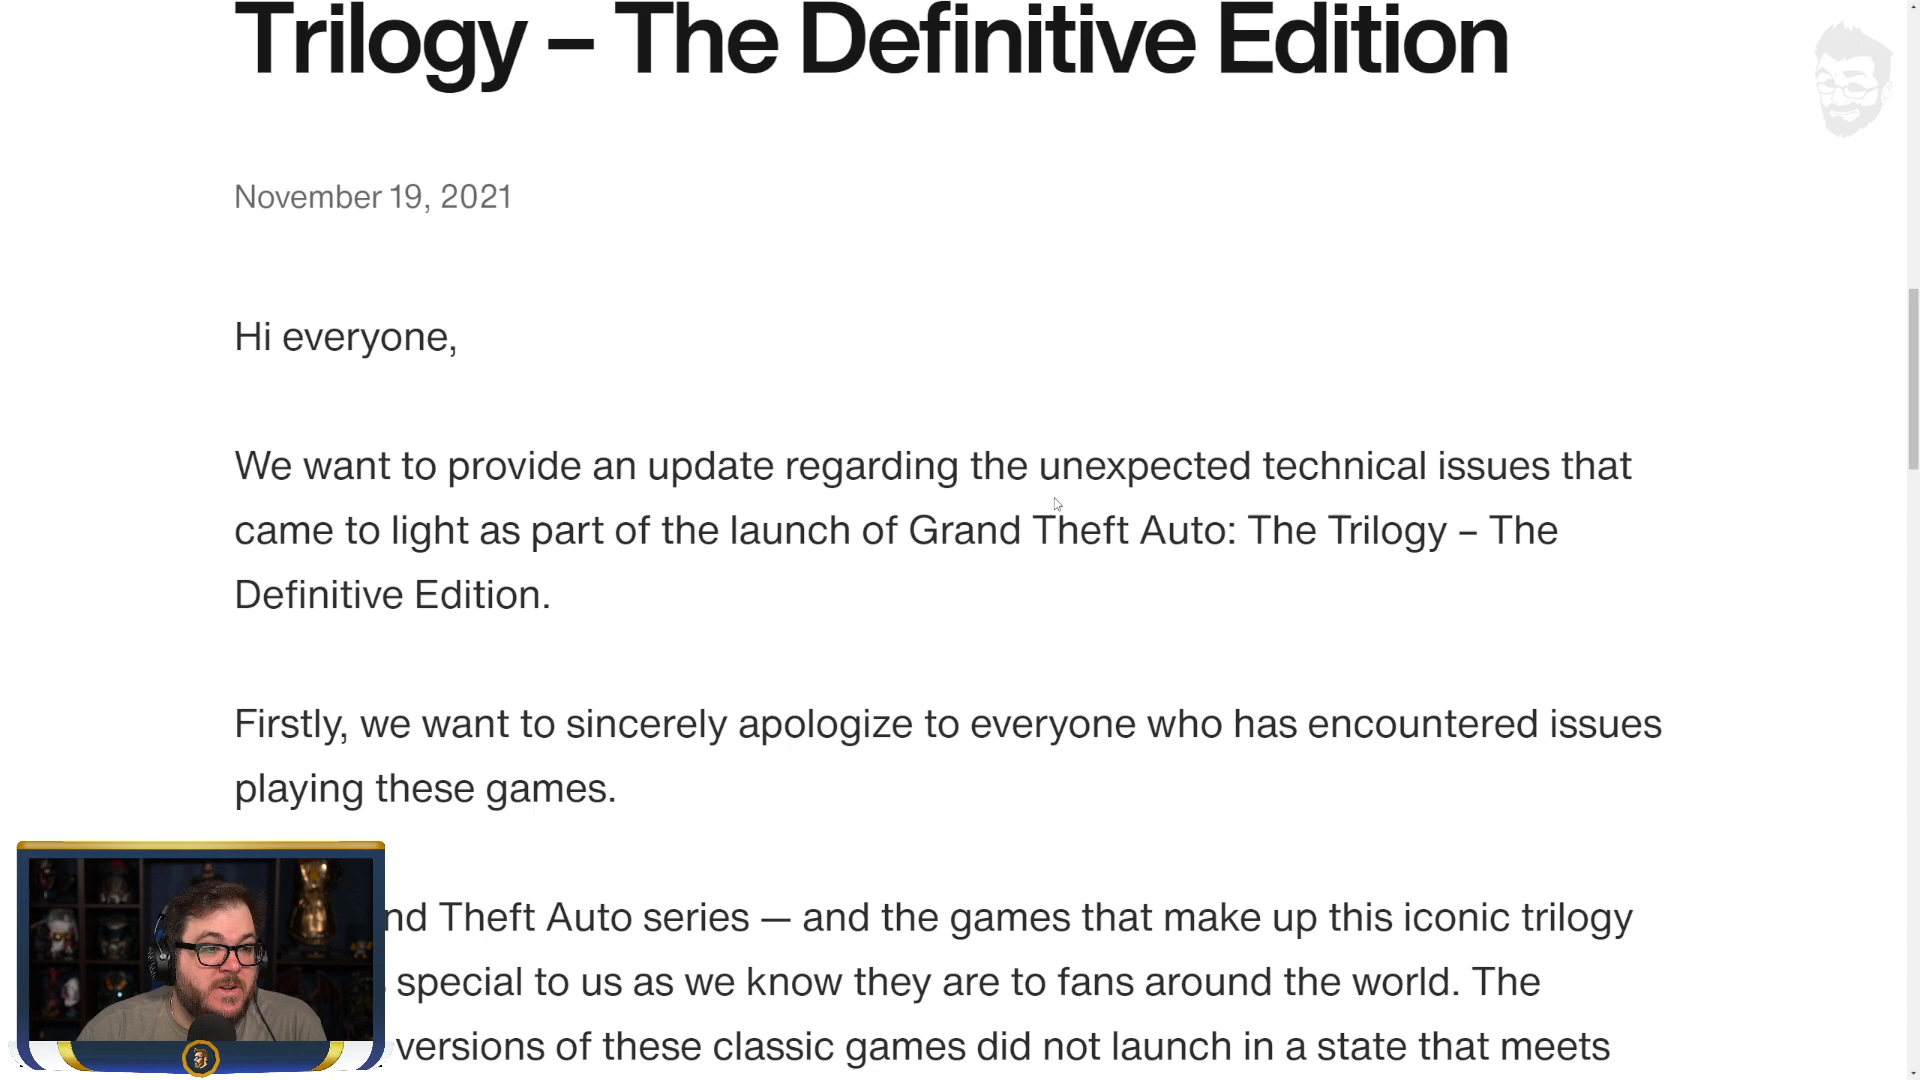 Trilogy – The Definitive Edition
November 19, 2021
Hi everyone,
We want to provide an update regarding the unexpected technical issues that
came to light as part of the launch of Grand Theft Auto: The Trilogy – The
Definitive Edition.
Firstly, we want to sincerely apologize to everyone who has encountered issues
playing these games.
nd Theft Auto series — and the games that make up this iconic trilogy
special to us as we know they are to fans around the world. The
versions of these classic games did not launch in a state that meets